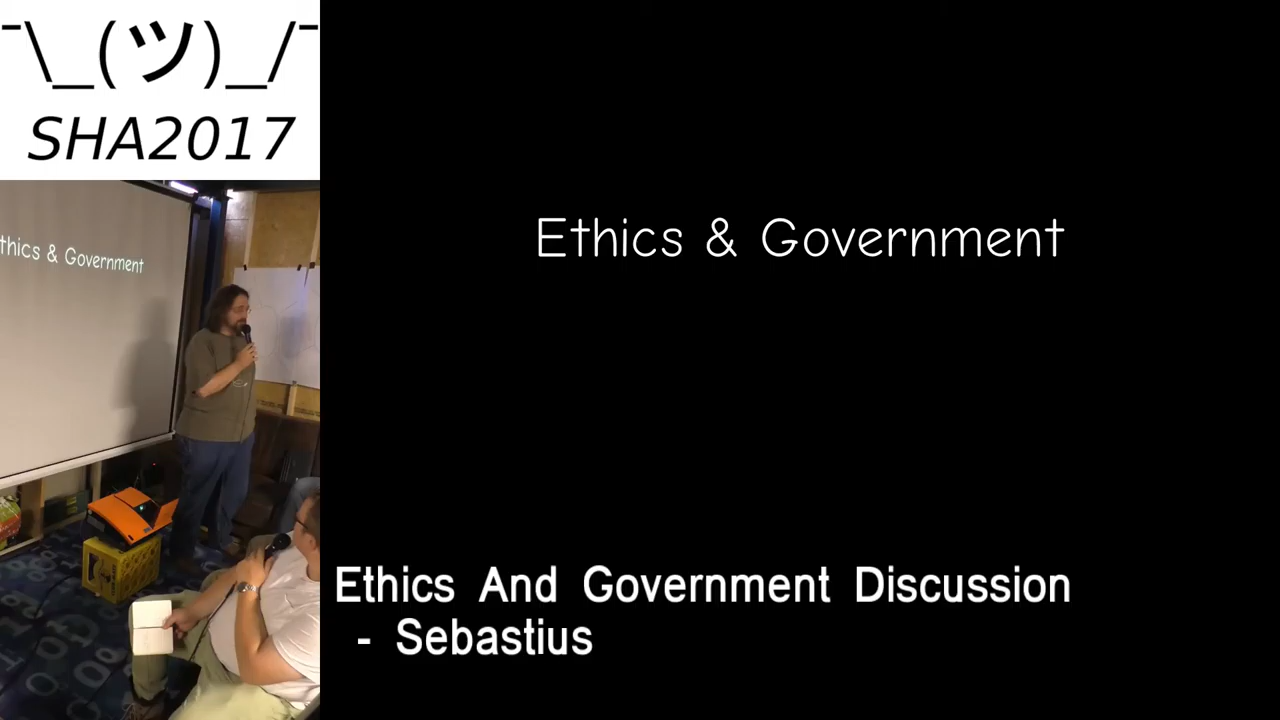 ¯\_(ツ)_/¯
SHA2017
thics & Government
Ethics & Government
Ethics And Government Discussion
- Sebastius